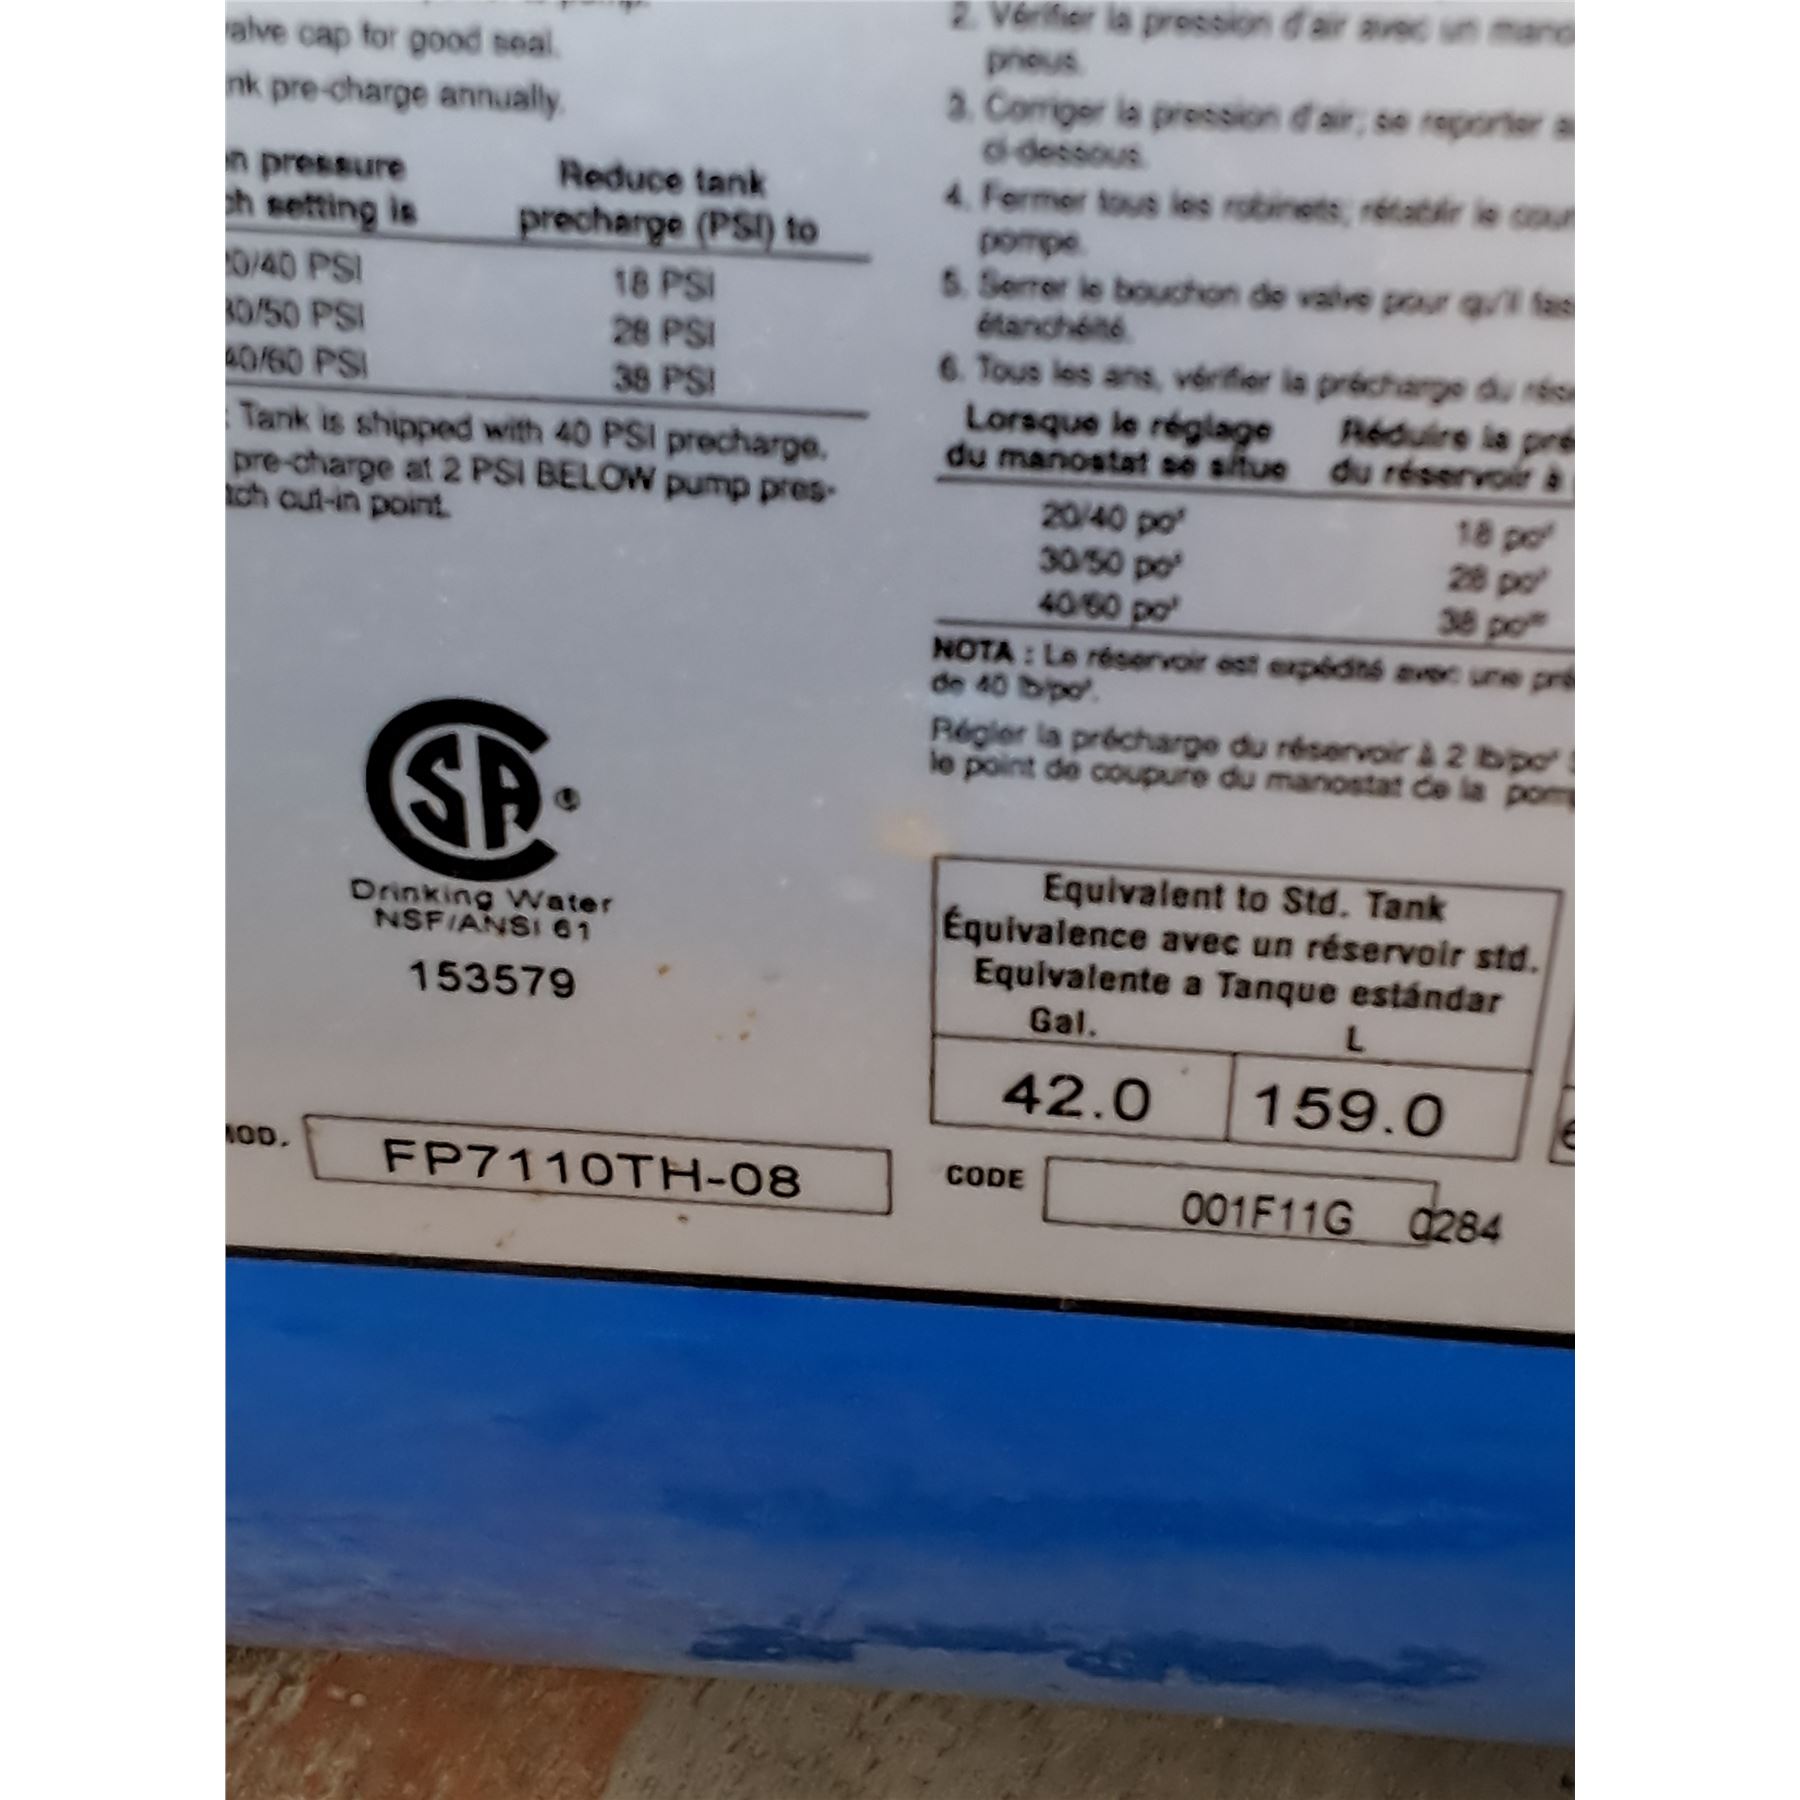 valve cap for good seal.
nk pre-charge annually.
n pressure
ch setting is
Reduce tank
precharge (PSI) to
20/40 PSI 18 PSI
30/50 PSI 28 PSI
40/60 PSI 38 PSI
: Tank is shipped with 40 PSI precharge.
pre-charge at 2 PSI BELOW pump pres-
tch cut-in point.
CSA ®
Drinking Water
NSF/ANSI 61
153579
MOD. FP7110TH-08
2. Vérifier la pression d'air avec un mano
pneus.
3. Corriger la pression d'air; se reporter a
ci-dessous.
4. Fermer tous les robinets; rétablir le cour
pompe.
5. Serrer le bouchon de valve pour qu'il fas
étanchéité.
6. Tous les ans, vérifier la précharge du rés
Lorsque le réglage
du manostat se situe
Réduire la pré
du réservoir à
20/40 po² 18 po²
30/50 po² 28 po²
40/60 po² 38 po²
NOTA : Le réservoir est expédité avec une pré
de 40 lb/po².
Régler la précharge du réservoir à 2 lb/po²
le point de coupure du manostat de la pom
Equivalent to Std. Tank
Équivalence avec un réservoir std.
Equivalente a Tanque estándar
Gal. L
42.0 159.0
CODE 001F11G 0284